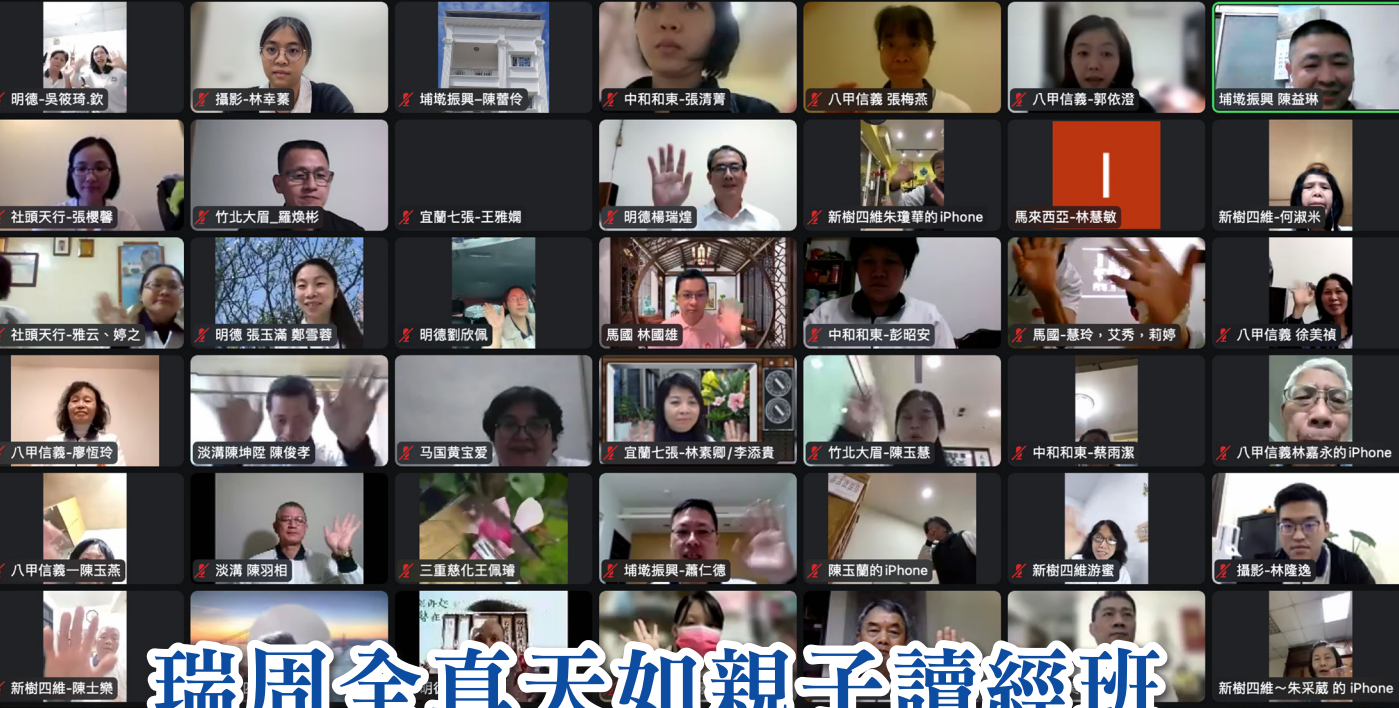 明德-吳筱琦.欽
攝影-林幸蓁
埔墘振興-陳蕾伶
中和和東-張清菁
八甲信義 張梅燕
八甲信義-郭依澄
埔墘振興 陳益琳
社頭天行-張櫻馨
竹北大眉_羅煥彬
宜蘭七張-王雅嫻
明德楊瑞煌
新樹四維朱瓊華的iPhone
I
馬來西亞-林慧敏
新樹四維-何淑米
社頭天行-雅云、婷之
明德 張玉滿 鄭雪蓉
明德劉欣佩
馬國 林國雄
中和和東-彭昭安
馬國-慧玲，艾秀，莉婷
八甲信義 徐美禎
八甲信義-廖恆玲
淡溝陳坤陞 陳俊孝
马国黄宝爱
宜蘭七張-林素卿/李添貴
竹北大眉-陳玉慧
中和和東-蔡雨潔
八甲信義林嘉永的iPhone
八甲信義一陳玉燕
淡溝 陳羽相
三重慈化王佩瑢
埔墘振興-蕭仁德
陳玉蘭的iPhone
新樹四維游蜜
攝影-林隆逸
新樹四維-陳士樂
新樹四維～朱采葳 的 iPhone
瑞周全真天如親子讀經班